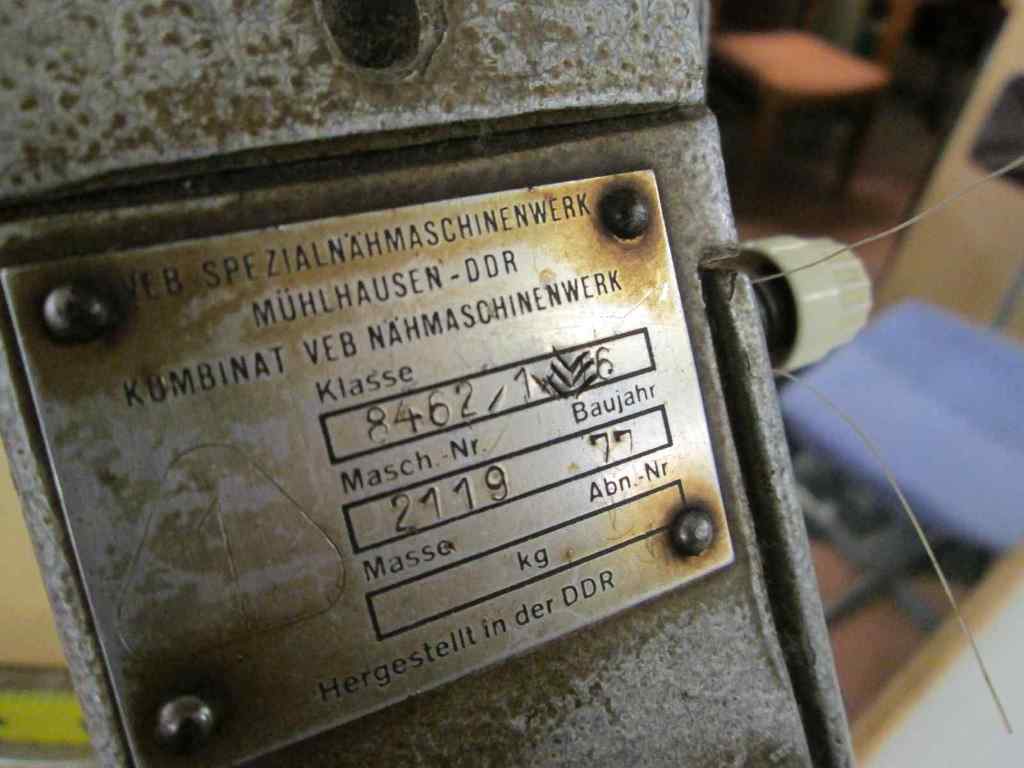 VEB SPEZIALNÄHMASCHINENWERK
MÜHLHAUSEN-DDR
KOMBINAT VEB NÄHMASCHINENWERK
Klasse
8462/1 6
Masch.-Nr. Baujahr
2119 77
Masse Abn.-Nr
kg
Hergestellt in der DDR